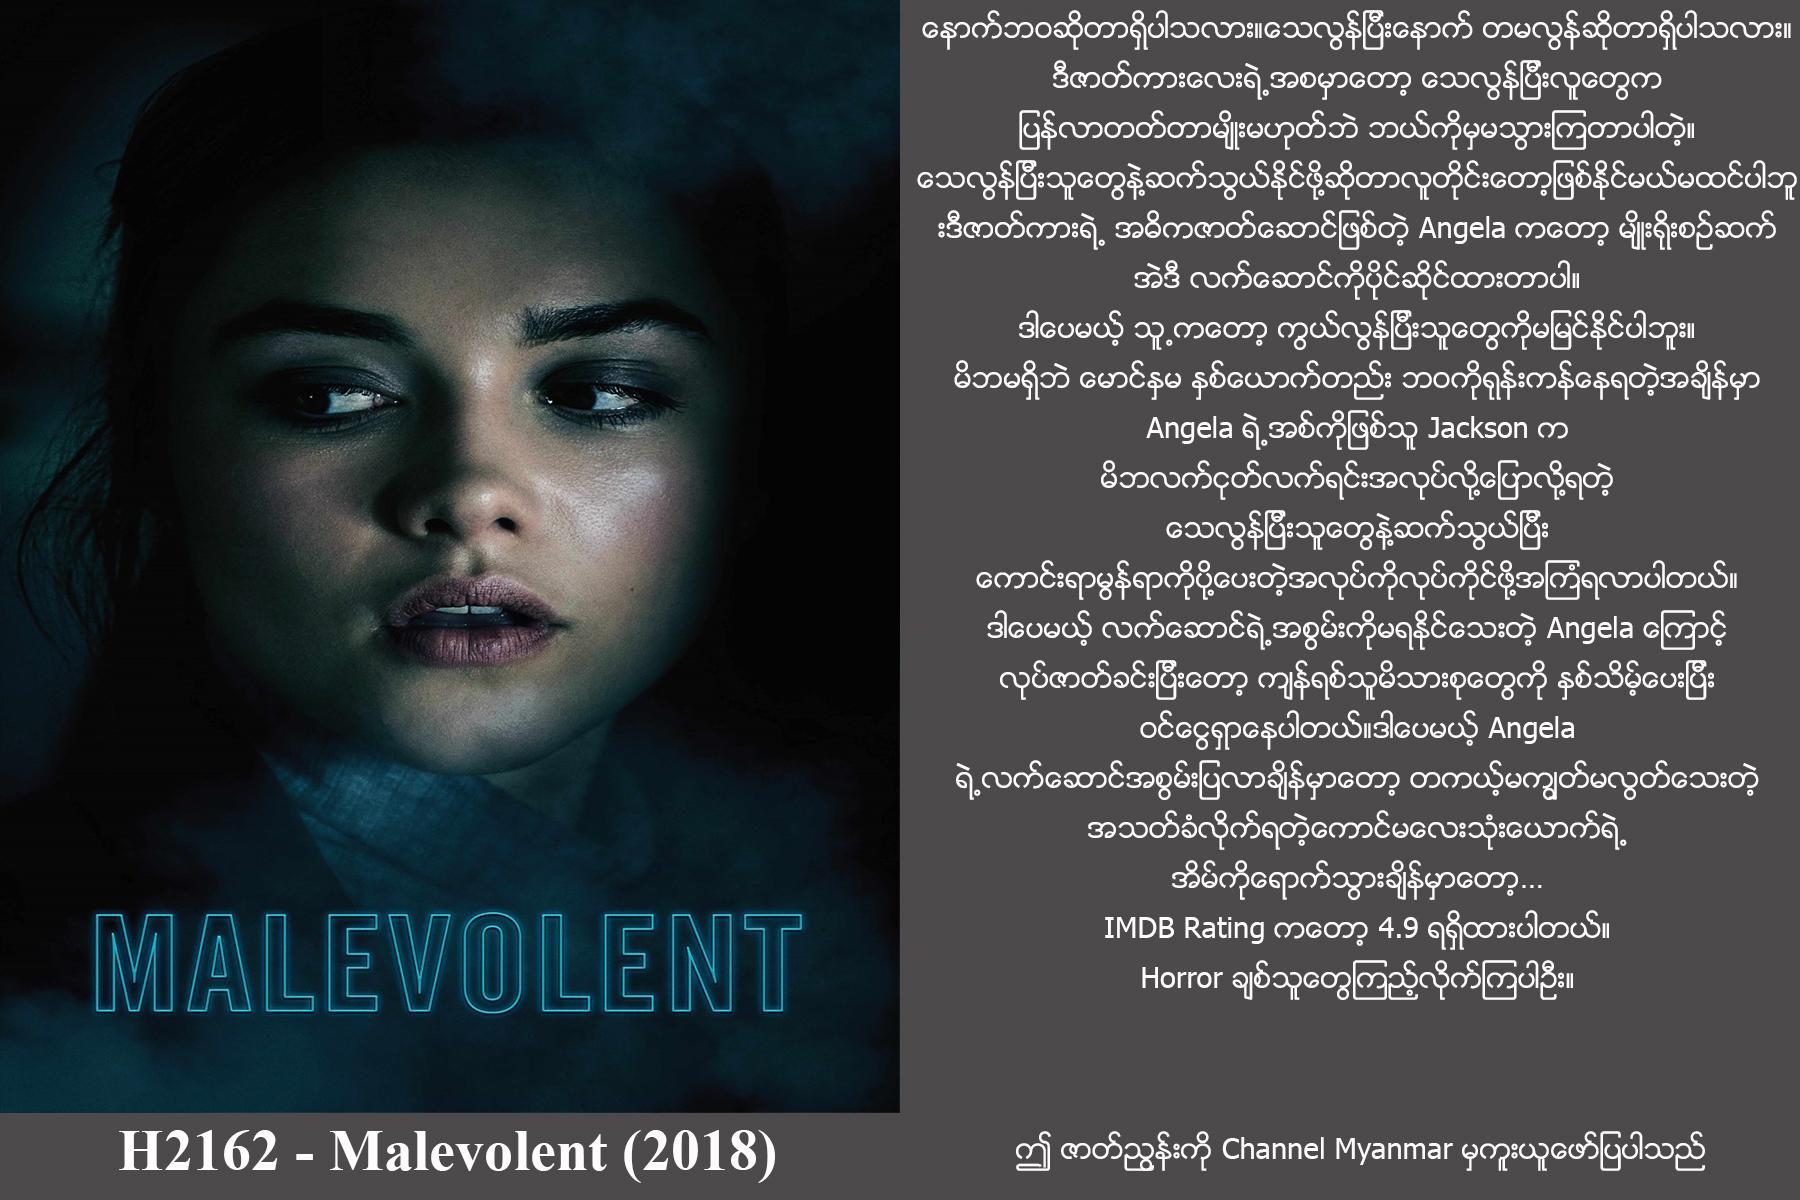 MALEVOLENT
H2162 - Malevolent (2018)
နောက်ဘဝဆိုတာရှိပါသလား။သေလွန်ပြီးနောက် တမလွန်ဆိုတာရှိပါသလား။
ဒီဇာတ်ကားလေးရဲ့အစမှာတော့ သေလွန်ပြီးလူတွေက
ပြန်လာတတ်တာမျိုးမဟုတ်ဘဲ ဘယ်ကိုမှမသွားကြတာပါတဲ့။
သေလွန်ပြီးသူတွေနဲ့ဆက်သွယ်နိုင်ဖို့ဆိုတာလူတိုင်းတော့ဖြစ်နိုင်မယ်မထင်ပါဘူ
းဒီဇာတ်ကားရဲ့ အဓိကဇာတ်ဆောင်ဖြစ်တဲ့ Angela ကတော့ မျိုးရိုးစဉ်ဆက်
အဲဒီ လက်ဆောင်ကိုပိုင်ဆိုင်ထားတာပါ။
ဒါပေမယ့် သူ့ကတော့ ကွယ်လွန်ပြီးသူတွေကိုမမြင်နိုင်ပါဘူး။
မိဘမရှိဘဲ မောင်နှမ နှစ်ယောက်တည်း ဘဝကိုရုန်းကန်နေရတဲ့အချိန်မှာ
Angela ရဲ့အစ်ကိုဖြစ်သူ Jackson က
မိဘလက်ငုတ်လက်ရင်းအလုပ်လို့ပြောလို့ရတဲ့
သေလွန်ပြီးသူတွေနဲ့ဆက်သွယ်ပြီး
ကောင်းရာမွန်ရာကိုပို့ပေးတဲ့အလုပ်ကိုလုပ်ကိုင်ဖို့အကြံရလာပါတယ်။
ဒါပေမယ့် လက်ဆောင်ရဲ့အစွမ်းကိုမရနိုင်သေးတဲ့ Angela ကြောင့်
လုပ်ဇာတ်ခင်းပြီးတော့ ကျန်ရစ်သူမိသားစုတွေကို နှစ်သိမ့်ပေးပြီး
ဝင်ငွေရှာနေပါတယ်။ဒါပေမယ့် Angela
ရဲ့လက်ဆောင်အစွမ်းပြလာချိန်မှာတော့ တကယ့်မကျွတ်မလွတ်သေးတဲ့
အသတ်ခံလိုက်ရတဲ့ကောင်မလေးသုံးယောက်ရဲ့
အိမ်ကိုရောက်သွားချိန်မှာတော့...
IMDB Rating ကတော့ 4.9 ရရှိထားပါတယ်။
Horror ချစ်သူတွေကြည့်လိုက်ကြပါဦး။
ဤ ဇာတ်ညွှန်းကို Channel Myanmar မှကူးယူဖော်ပြပါသည်